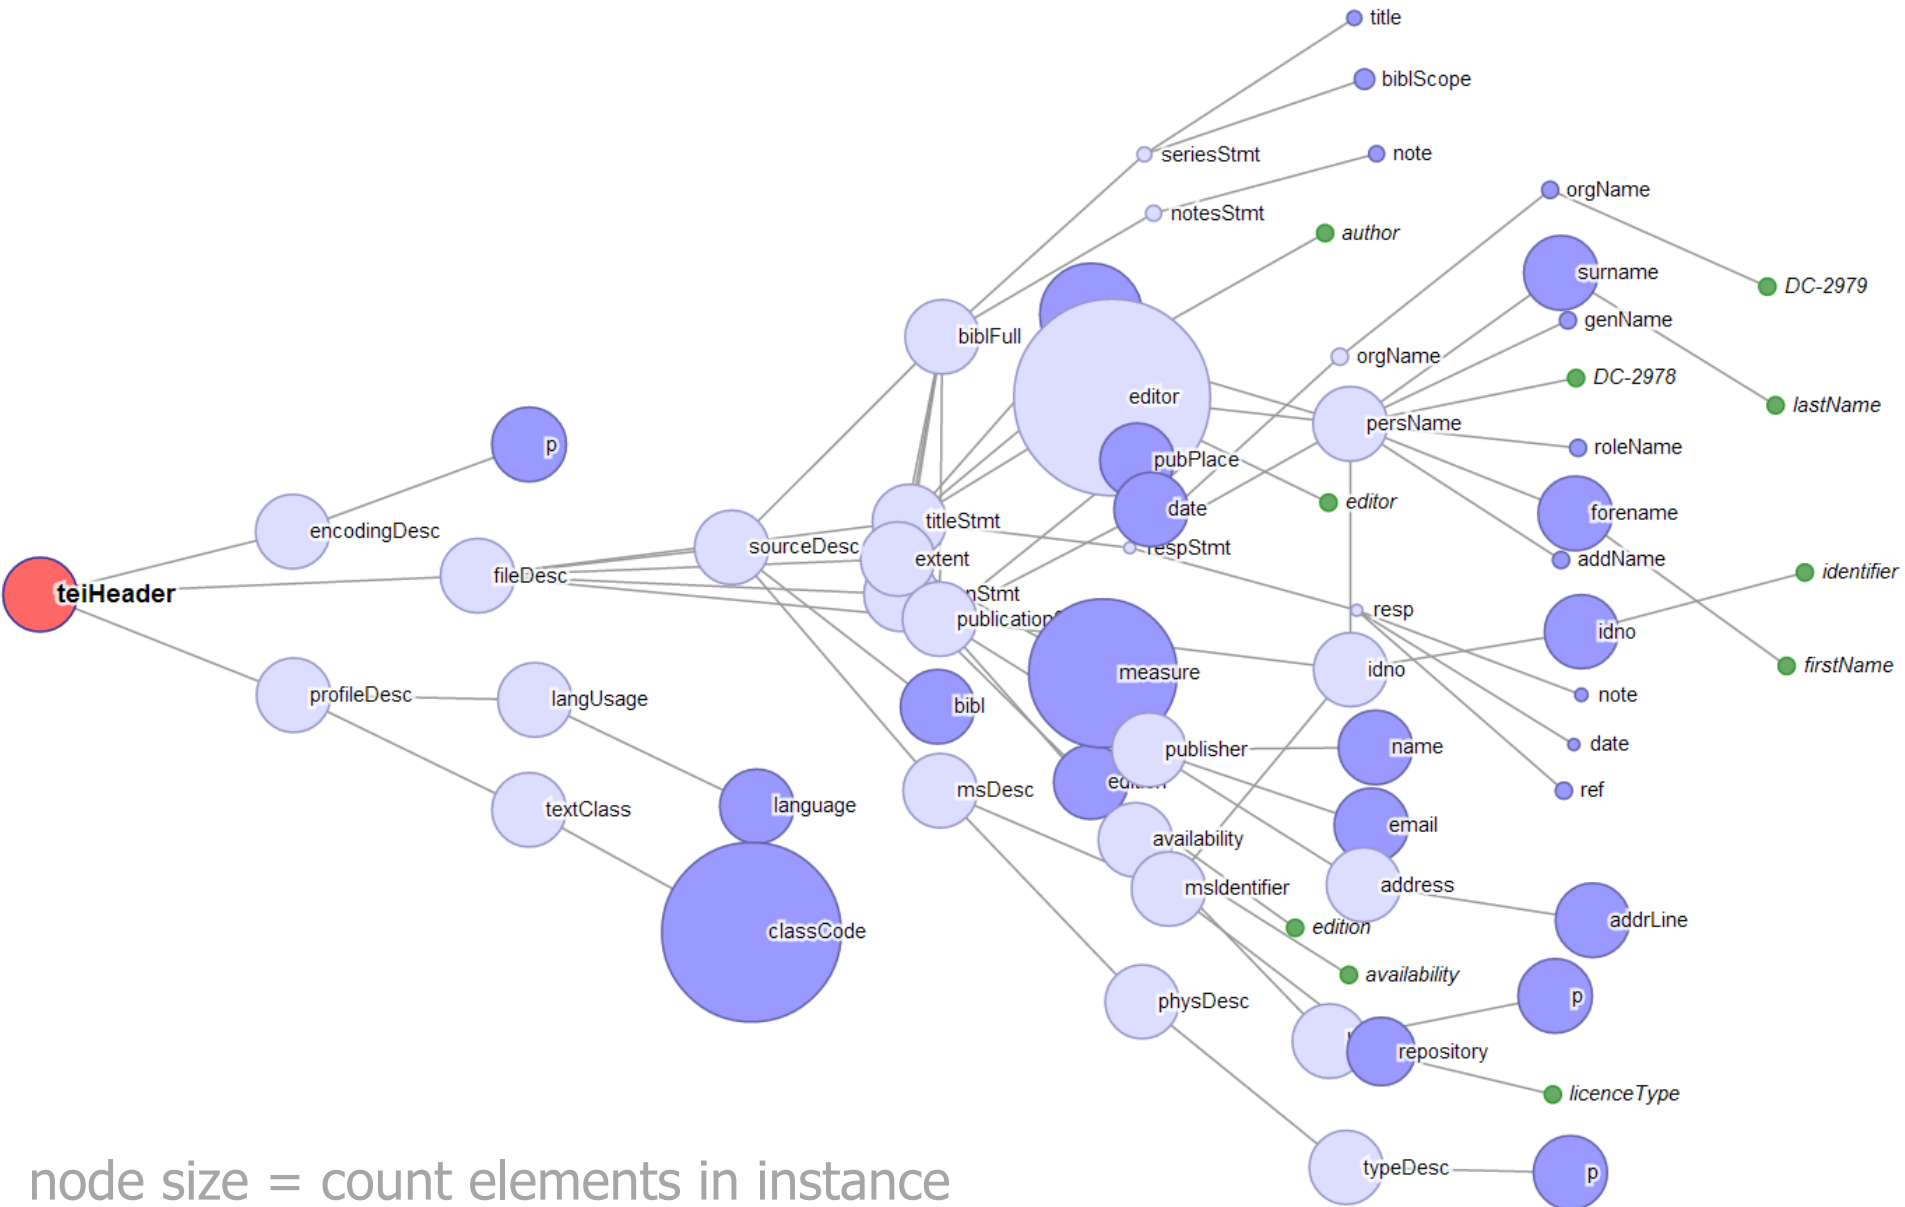 title
biblScope
seriesStmt
note
orgName
notesStmt
author
surname
DC-2979
genName
biblFull
orgName
DC-2978
editor
lastName
persName
roleName
p
pubPlace
editor
date
forename
titleStmt
encodingDesc
respStmt
sourceDesc
extent
addName
fileDesc
identifier
teiHeader
nStmt
resp
publication
idno
firstName
measure
idno
profileDesc
langUsage
note
bibl
date
publisher
name
edition
msDesc
ref
language
textClass
email
availability
msIdentifier
address
addrLine
edition
classCode
availability
p
physDesc
repository
licenceType
typeDesc
p
node size = count elements in instance